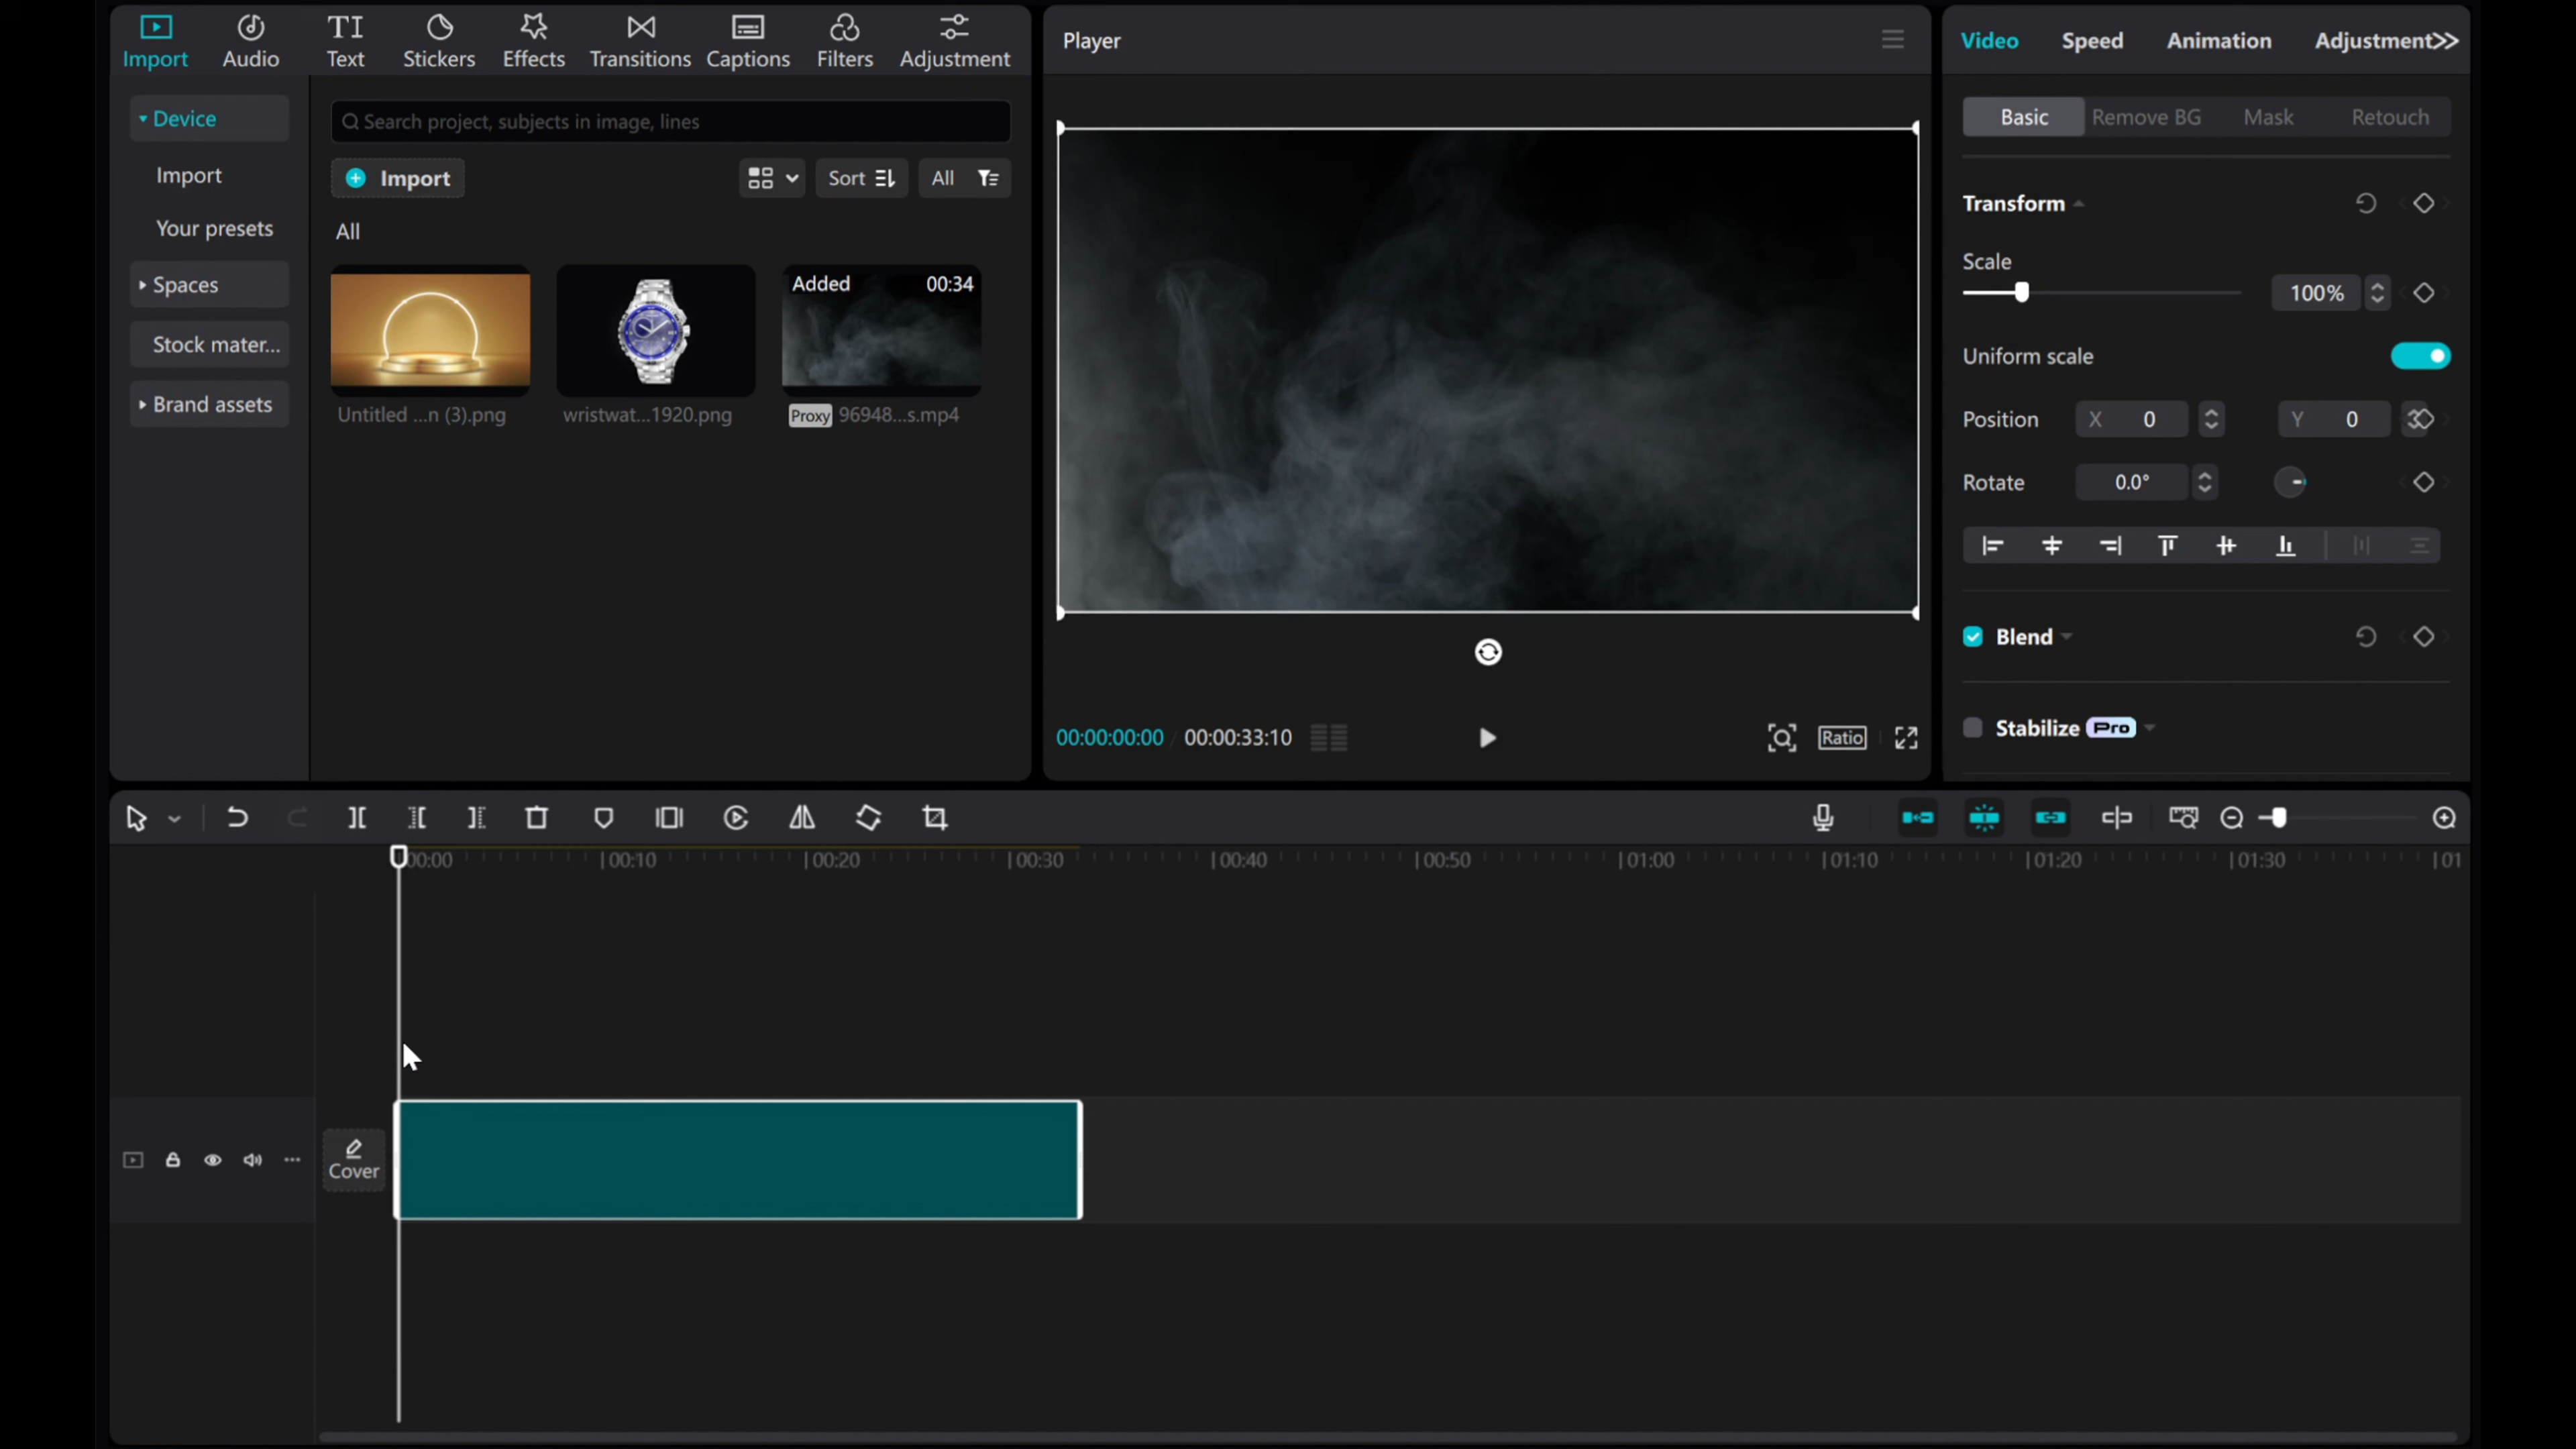 Import
Audio
Text
Stickers
Effects
Transitions
Captions
Filters
Adjustment
Device
Import
Your presets
Spaces
Stock mater...
Brand assets
Search project, subjects in image, lines
Import
Sort
All
All
Added 00:34
Untitled ...n (3).png
wristwat...1920.png
Proxy 96948...s.mp4
Player
00:00:00:00 / 00:00:33:10
Ratio
Video Speed Animation Adjustment
Basic Remove BG Mask Retouch
Transform
Scale
100%
Uniform scale
Position X 0 Y 0
Rotate 0.0°
Blend
Stabilize Pro
00:00 00:10 00:20 00:30 00:40 00:50 01:00 01:10 01:20 01:30 01
Cover